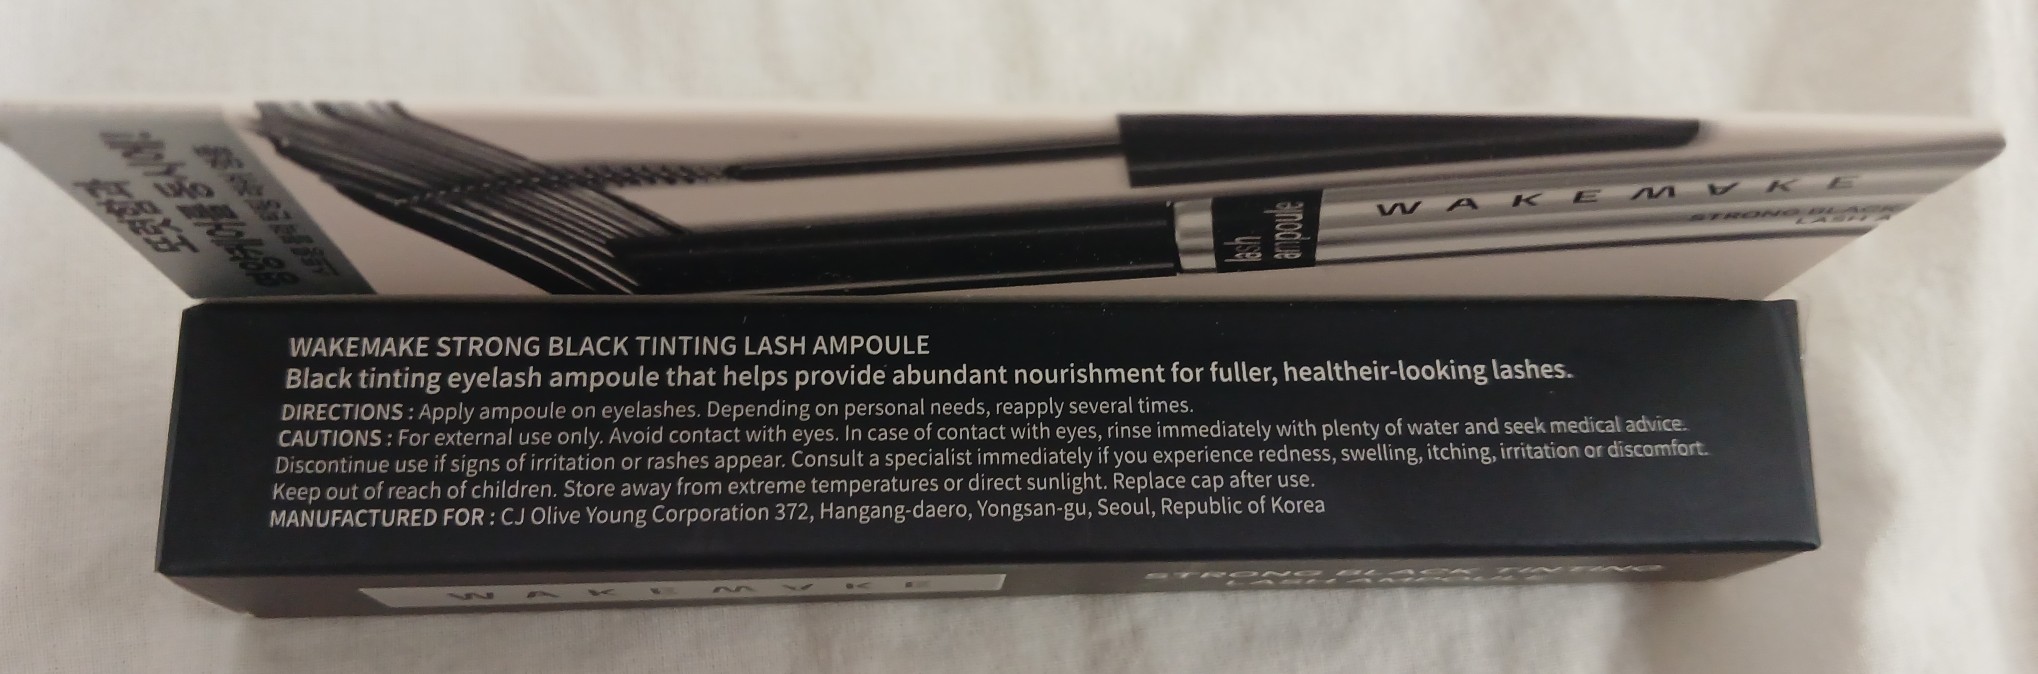 lash
ampoule
WAKEMAKE
STRONG BLACK
LASH A
WAKEMAKE STRONG BLACK TINTING LASH AMPOULE
Black tinting eyelash ampoule that helps provide abundant nourishment for fuller, healtheir-looking lashes.
DIRECTIONS : Apply ampoule on eyelashes. Depending on personal needs, reapply several times.
CAUTIONS : For external use only. Avoid contact with eyes. In case of contact with eyes, rinse immediately with plenty of water and seek medical advice.
Discontinue use if signs of irritation or rashes appear. Consult a specialist immediately if you experience redness, swelling, itching, irritation or discomfort.
Keep out of reach of children. Store away from extreme temperatures or direct sunlight. Replace cap after use.
MANUFACTURED FOR : CJ Olive Young Corporation 372, Hangang-daero, Yongsan-gu, Seoul, Republic of Korea
WAKEMAKE
STRONG BLACK TINTING
LASH AMPOULE